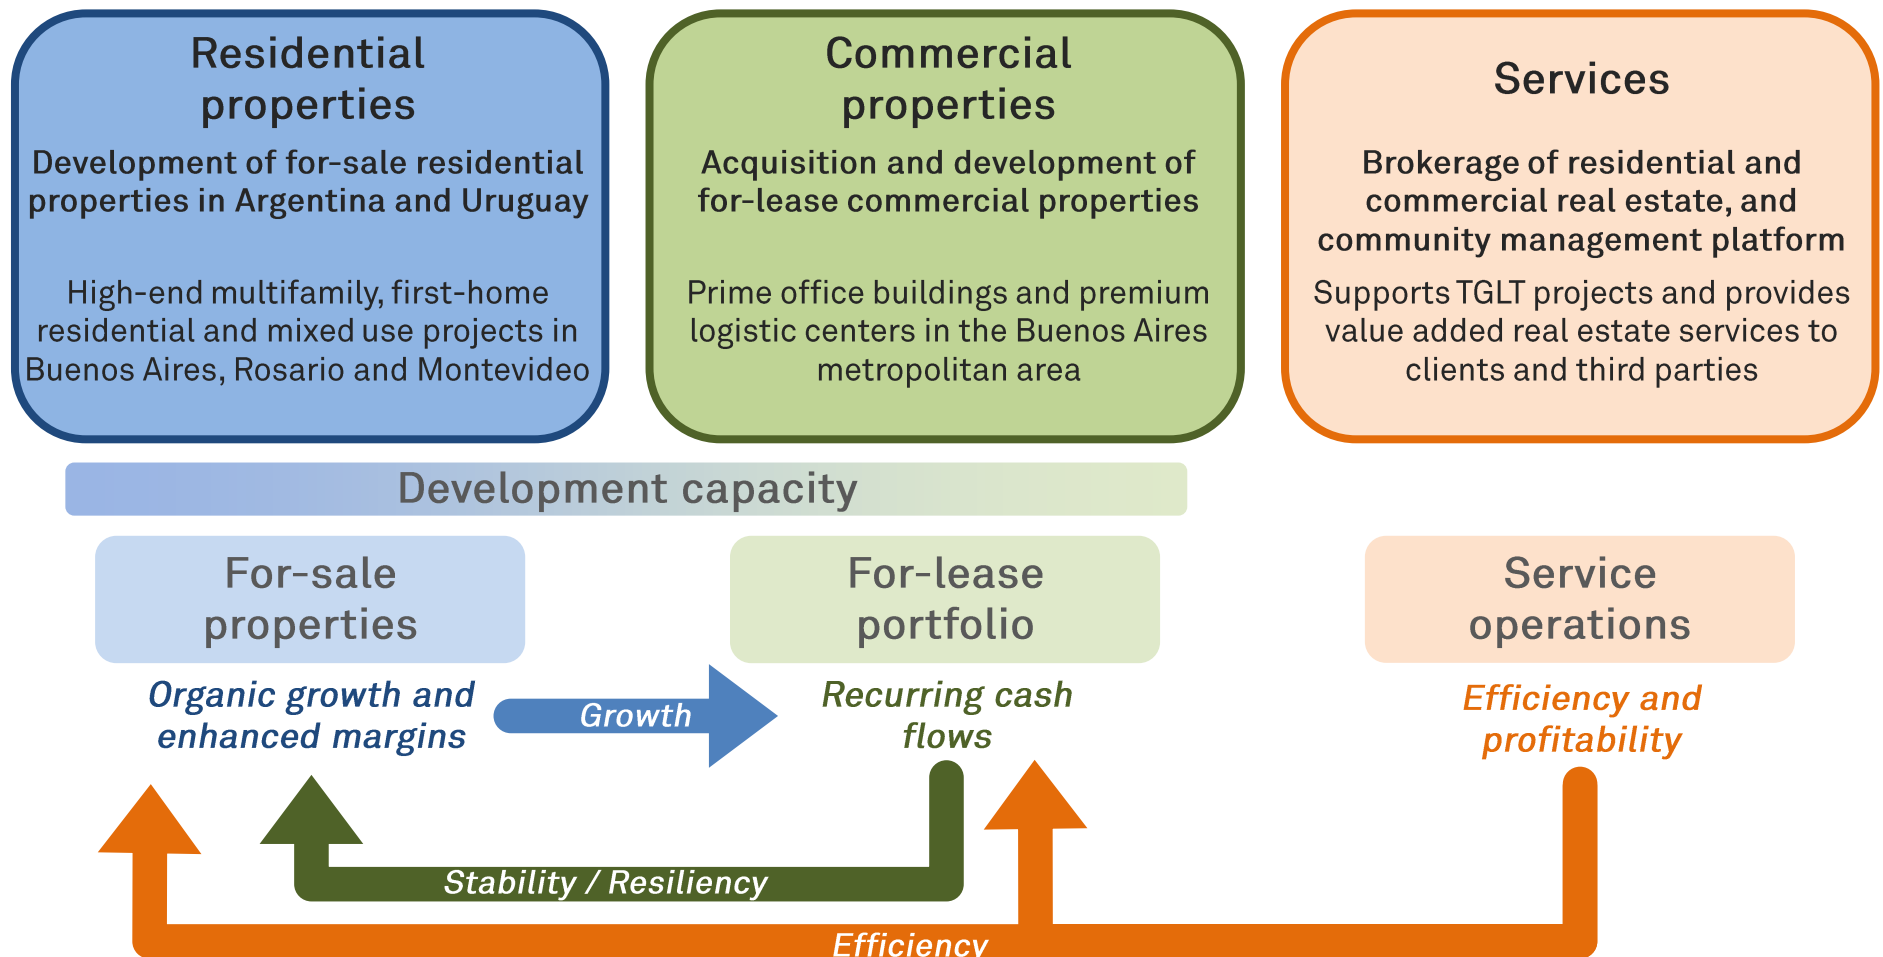 Residential
properties
Development of for-sale residential
properties in Argentina and Uruguay
High-end multifamily, first-home
residential and mixed use projects in
Buenos Aires, Rosario and Montevideo
Commercial
properties
Acquisition and development of
for-lease commercial properties
Prime office buildings and premium
logistic centers in the Buenos Aires
metropolitan area
Services
Brokerage of residential and
commercial real estate, and
community management platform
Supports TGLT projects and provides
value added real estate services to
clients and third parties
Development capacity
For-sale
properties
For-lease
portfolio
Service
operations
Organic growth and
enhanced margins
Growth
Recurring cash
flows
Efficiency and
profitability
Stability / Resiliency
Efficiency